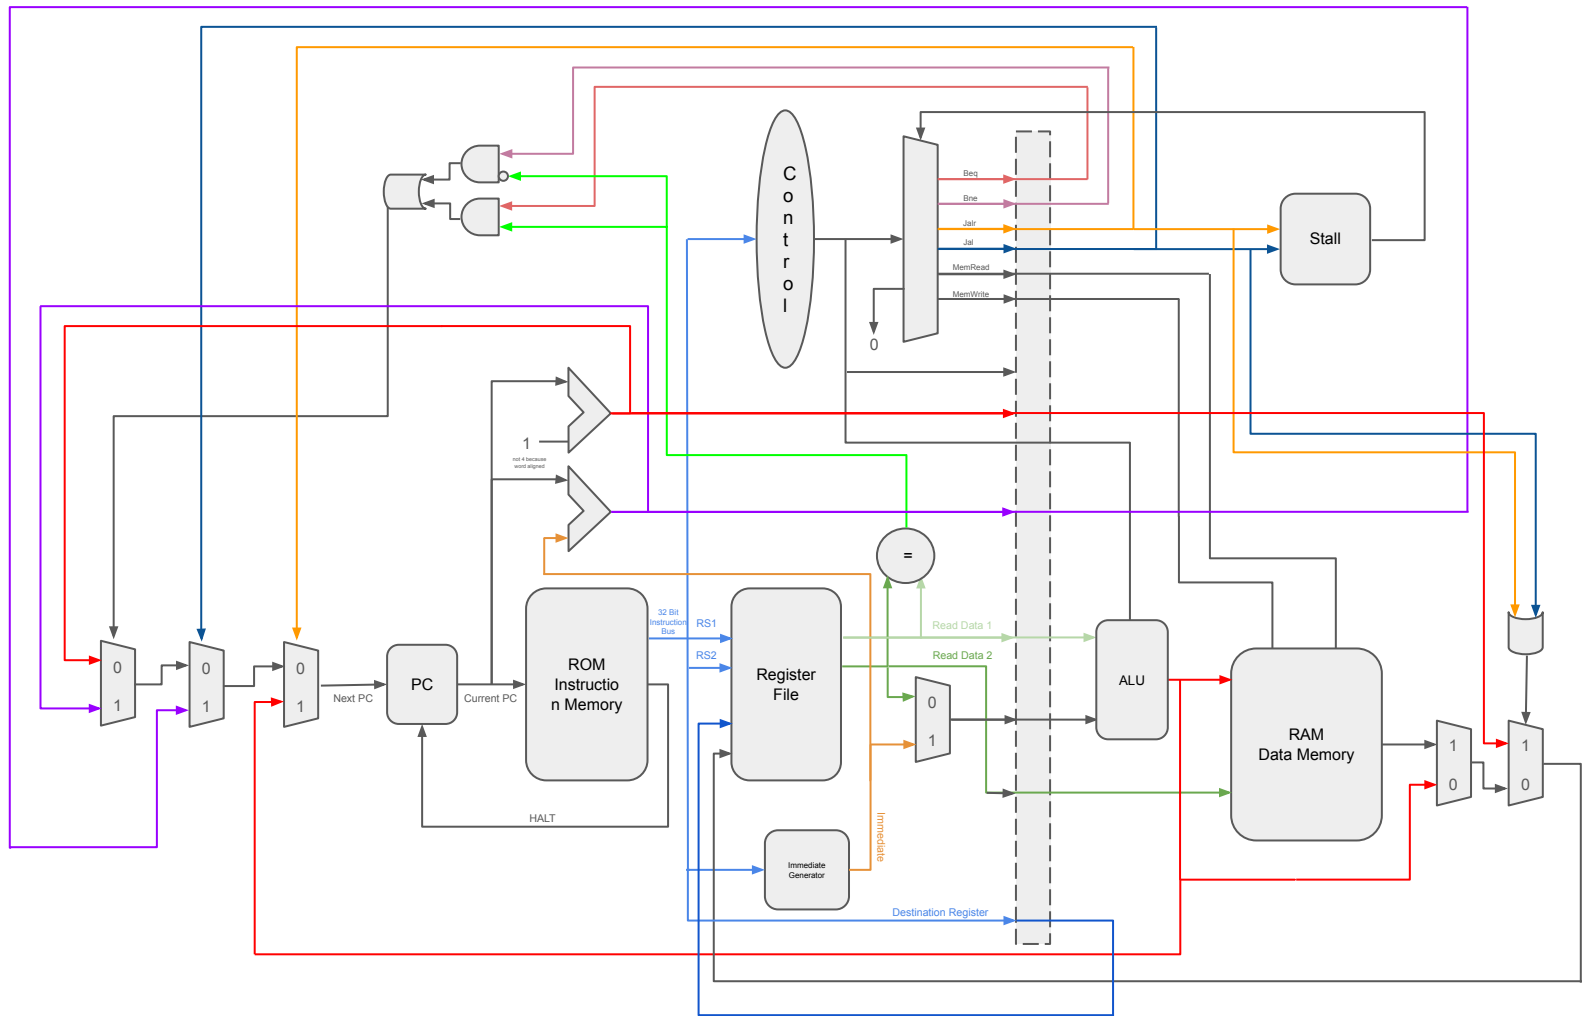 C
o
n
t
r
o
l
Beq
Bne
Jalr
Jal
MemRead
MemWrite
0
Stall
1
not 4 because
word aligned
=
32 Bit
Instruction
Bus
RS1
RS2
Read Data 1
Read Data 2
0
1
0
1
0
1
Next PC
PC
Current PC
ROM
Instructio
n Memory
Register
File
0
1
ALU
RAM
Data Memory
1
0
1
0
HALT
Immediate
Immediate
Generator
Destination Register